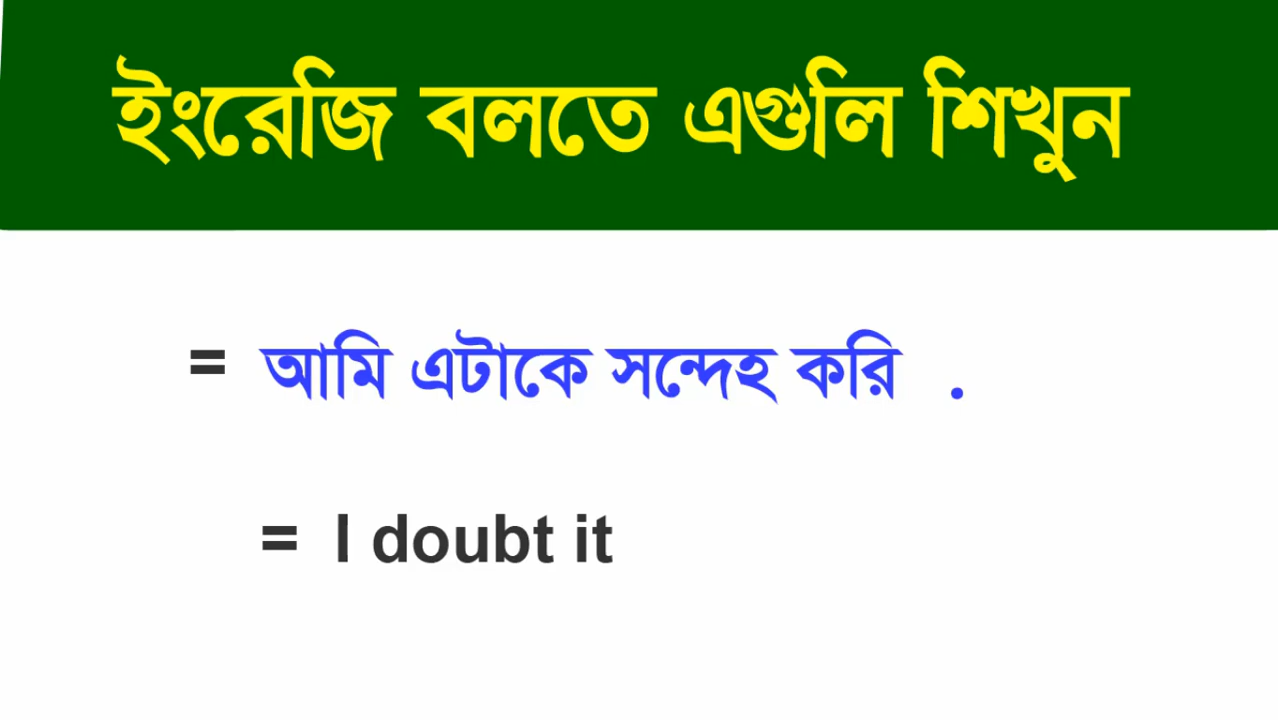 ইংরেজি বলতে এগুলি শিখুন
= আমি এটাকে সন্দেহ করি .
= I doubt it